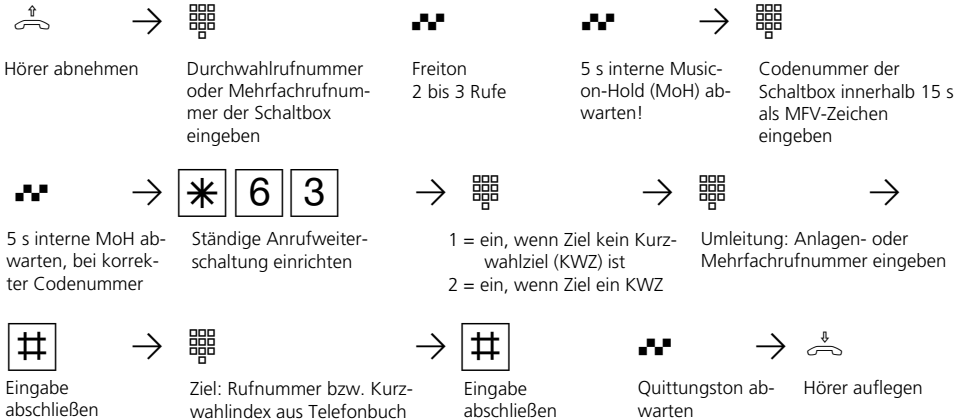 Hörer abnehmen
Durchwahlrufnummer
oder Mehrfachrufnum-
mer der Schaltbox
eingeben
Freiton
2 bis 3 Rufe
5 s interne Music-
on-Hold (MoH) ab-
warten!
Codenummer der
Schaltbox innerhalb 15 s
als MFV-Zeichen
eingeben
* 6 3
5 s interne MoH ab-
warten, bei korrek-
ter Codenummer
Ständige Anrufweiter-
schaltung einrichten
1 = ein, wenn Ziel kein Kurz-
wahlziel (KWZ) ist
2 = ein, wenn Ziel ein KWZ
Umleitung: Anlagen- oder
Mehrfachrufnummer eingeben
#
Eingabe
abschließen
Ziel: Rufnummer bzw. Kurz-
wahlindex aus Telefonbuch
#
Eingabe
abschließen
Quittungston ab-
warten
Hörer auflegen